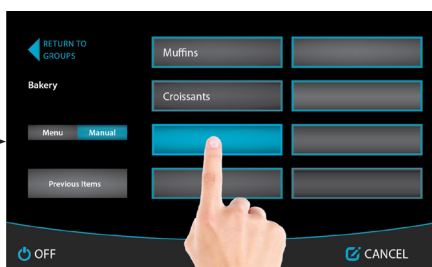 RETURN TO
GROUPS
Muffins
Bakery
Croissants
Menu
Manual
Previous Items
OFF
CANCEL